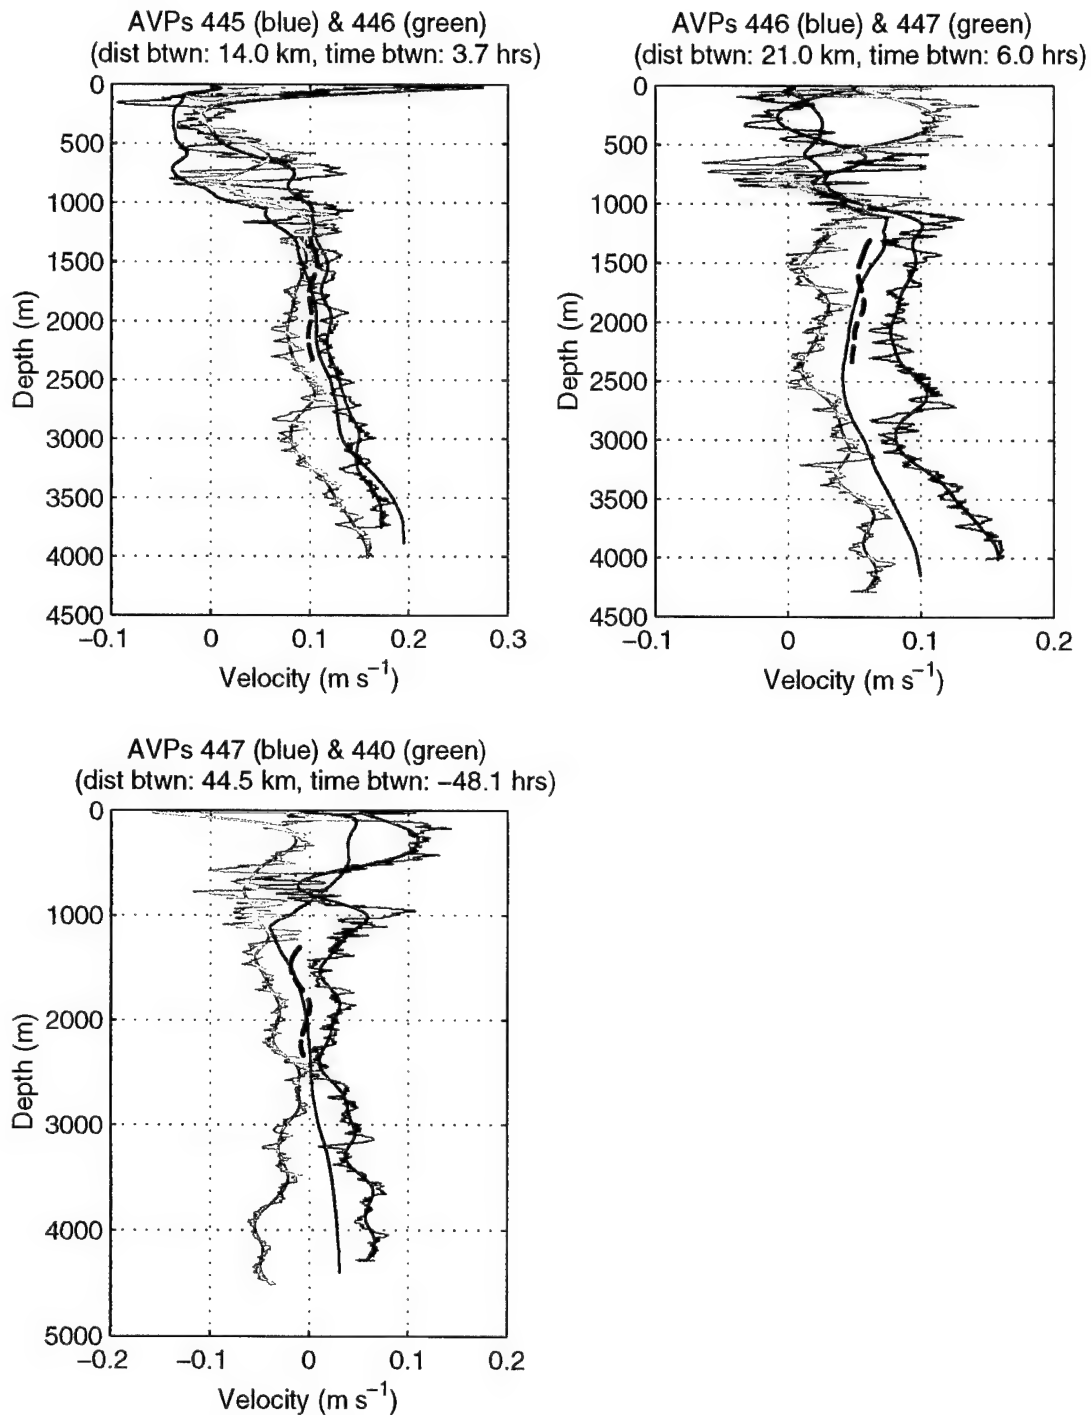 AVPs 445 (blue) & 446 (green)
(dist btwn: 14.0 km, time btwn: 3.7 hrs)
0
500
1000
1500
2000
2500
3000
3500
4000
4500
Depth (m)
−0.1 0 0.1 0.2 0.3
Velocity (m s⁻¹)
AVPs 446 (blue) & 447 (green)
(dist btwn: 21.0 km, time btwn: 6.0 hrs)
0
500
1000
1500
2000
2500
3000
3500
4000
4500
Depth (m)
−0.1 0 0.1 0.2
Velocity (m s⁻¹)
AVPs 447 (blue) & 440 (green)
(dist btwn: 44.5 km, time btwn: −48.1 hrs)
0
1000
2000
3000
4000
5000
Depth (m)
−0.2 −0.1 0 0.1 0.2
Velocity (m s⁻¹)